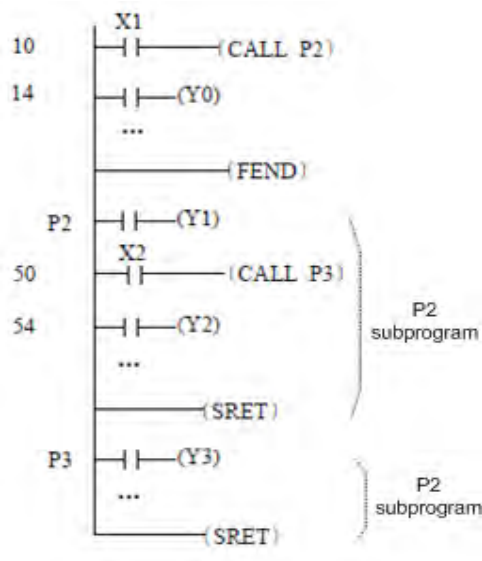 X1
10 (CALL P2)
14 (Y0)
...
(FEND)
P2 (Y1)
X2
50 (CALL P3)
P2
subprogram
54 (Y2)
...
(SRET)
P3 (Y3)
...
P2
subprogram
(SRET)